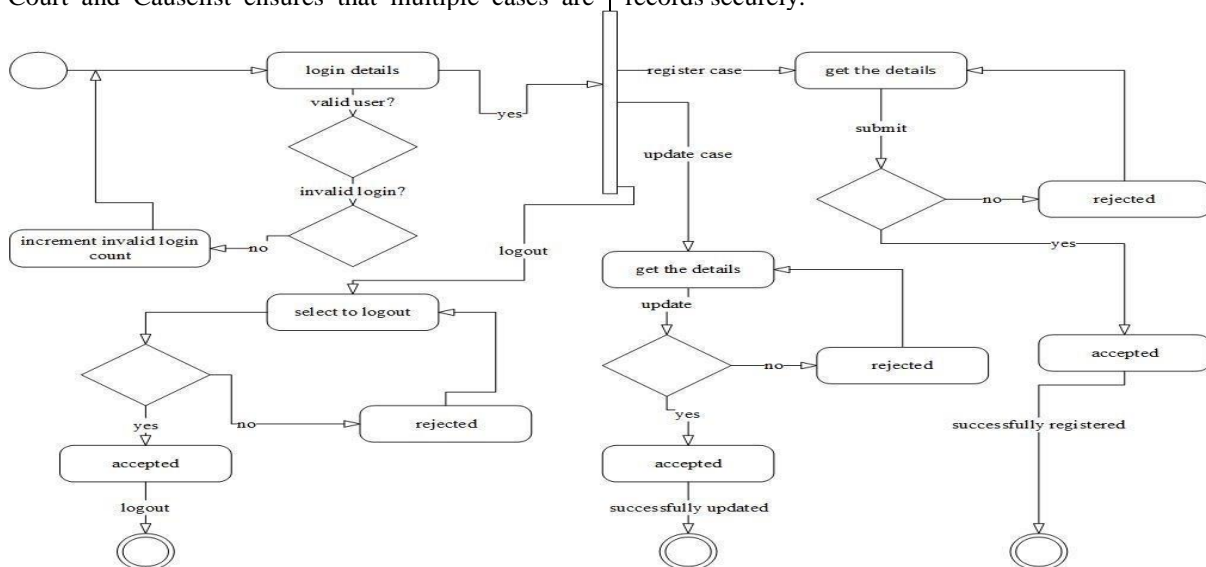 Court and Causelist ensures that multiple cases are
records securely.
login details
valid user?
yes
invalid login?
no
increment invalid login
count
logout
select to logout
yes
no
rejected
accepted
logout
register case
get the details
submit
no
rejected
yes
accepted
successfully registered
update case
get the details
update
no
rejected
yes
accepted
successfully updated